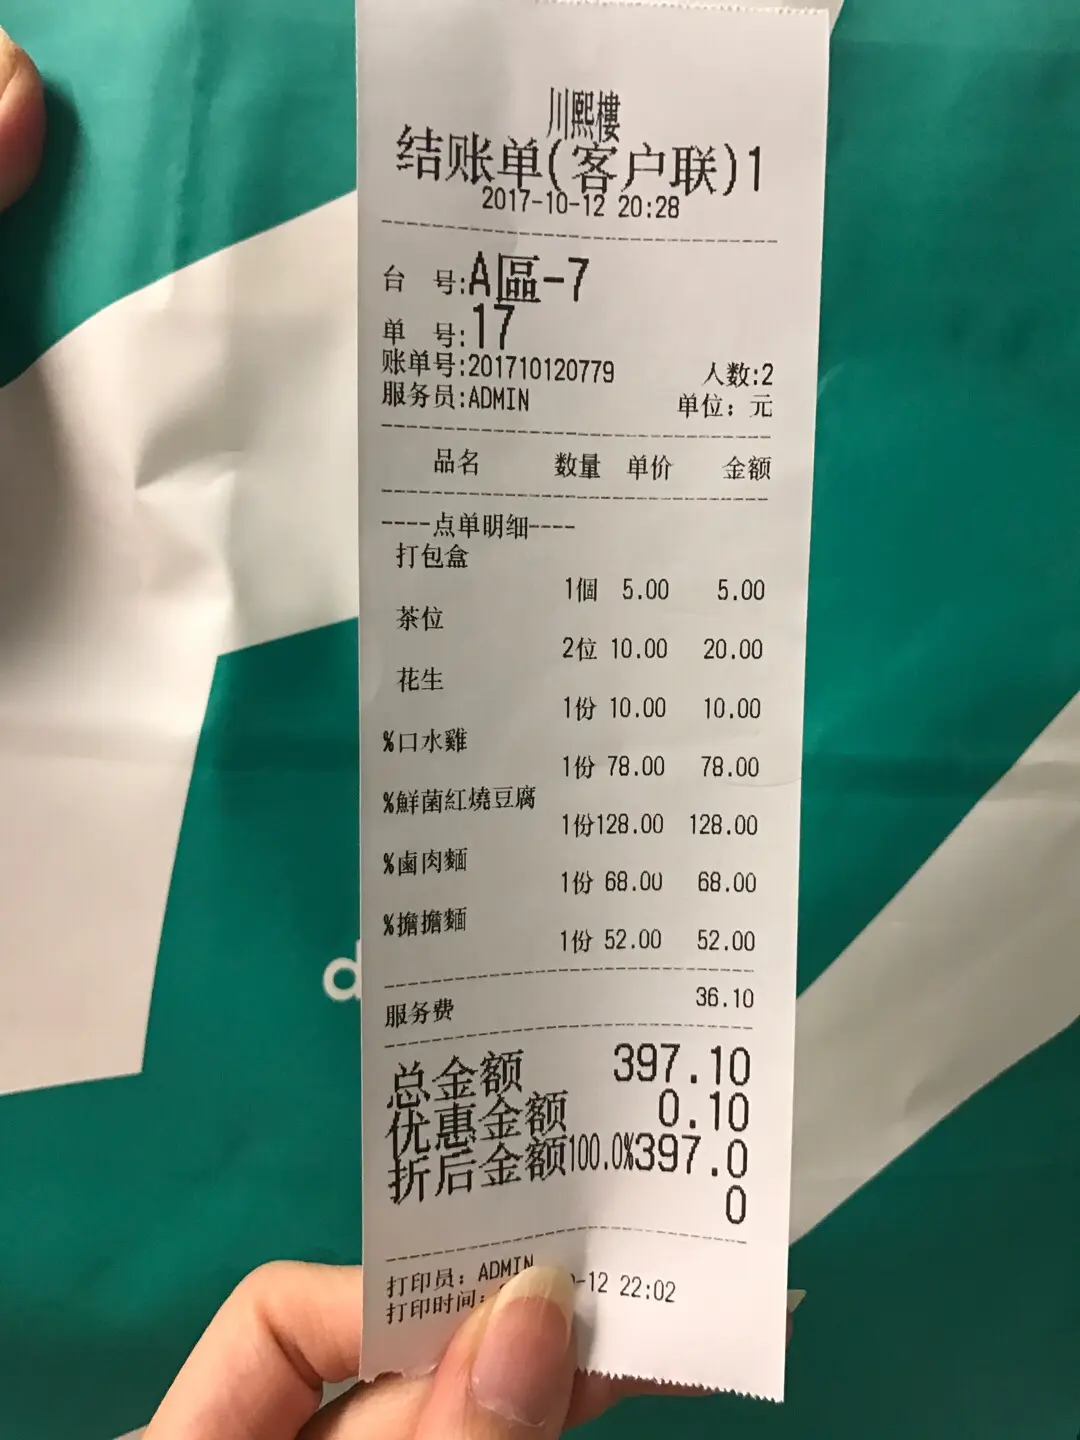 川熙樓
结账单(客户联)1
2017-10-12 20:28
台 号:A區-7
单 号:17
账单号:201710120779 人数:2
服务员:ADMIN 单位：元
品名 数量 单价 金额
----点单明细----
打包盒
1個 5.00 5.00
茶位
2位 10.00 20.00
花生
1份 10.00 10.00
%口水雞
1份 78.00 78.00
%鮮菌紅燒豆腐
1份128.00 128.00
%鹵肉麵
1份 68.00 68.00
%擔擔麵
1份 52.00 52.00
服务费 36.10
总金额 397.10
优惠金额 0.10
折后金额100.0%397.0
0
打印员：ADMIN
打印时间: -12 22:02